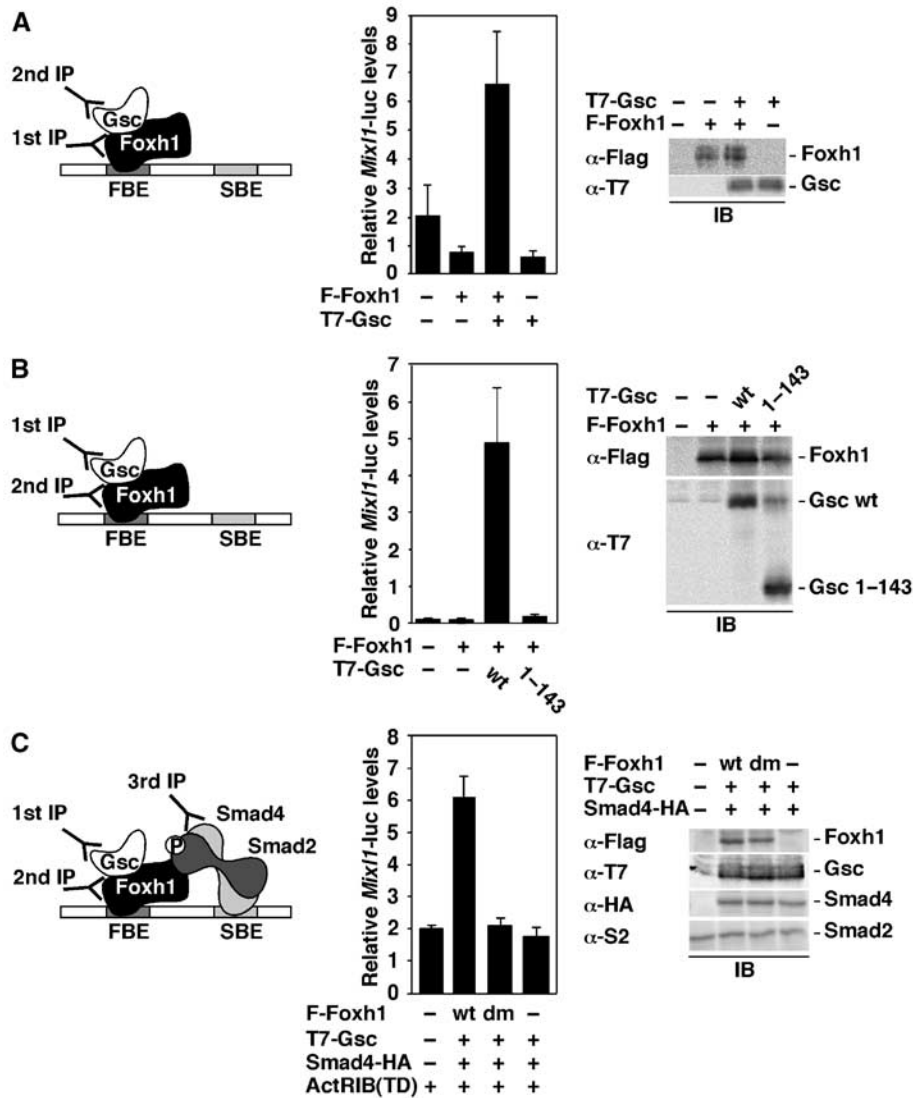 A
2nd IP
Gsc
1st IP
Foxh1
FBE
SBE
Relative Mixl1-luc levels
9
8
7
6
5
4
3
2
1
0
F-Foxh1 – + + –
T7-Gsc – – + +
T7-Gsc – – + +
F-Foxh1 – + + –
α-Flag - Foxh1
α-T7 - Gsc
IB
B
1st IP
Gsc
2nd IP
Foxh1
FBE
SBE
Relative Mixl1-luc levels
7
6
5
4
3
2
1
0
F-Foxh1 – + + +
T7-Gsc – – wt 1–143
T7-Gsc – – wt 1–143
F-Foxh1 – + + +
α-Flag - Foxh1
- Gsc wt
α-T7
- Gsc 1–143
IB
C
3rd IP
1st IP
Smad4
P
Smad2
Gsc
2nd IP
Foxh1
FBE
SBE
Relative Mixl1-luc levels
8
7
6
5
4
3
2
1
0
F-Foxh1 – wt dm –
T7-Gsc – + + +
Smad4-HA – + + +
ActRIB(TD) + + + +
F-Foxh1 – wt dm –
T7-Gsc – + + +
Smad4-HA – + + +
α-Flag - Foxh1
α-T7 - Gsc
α-HA - Smad4
α-S2 - Smad2
IB